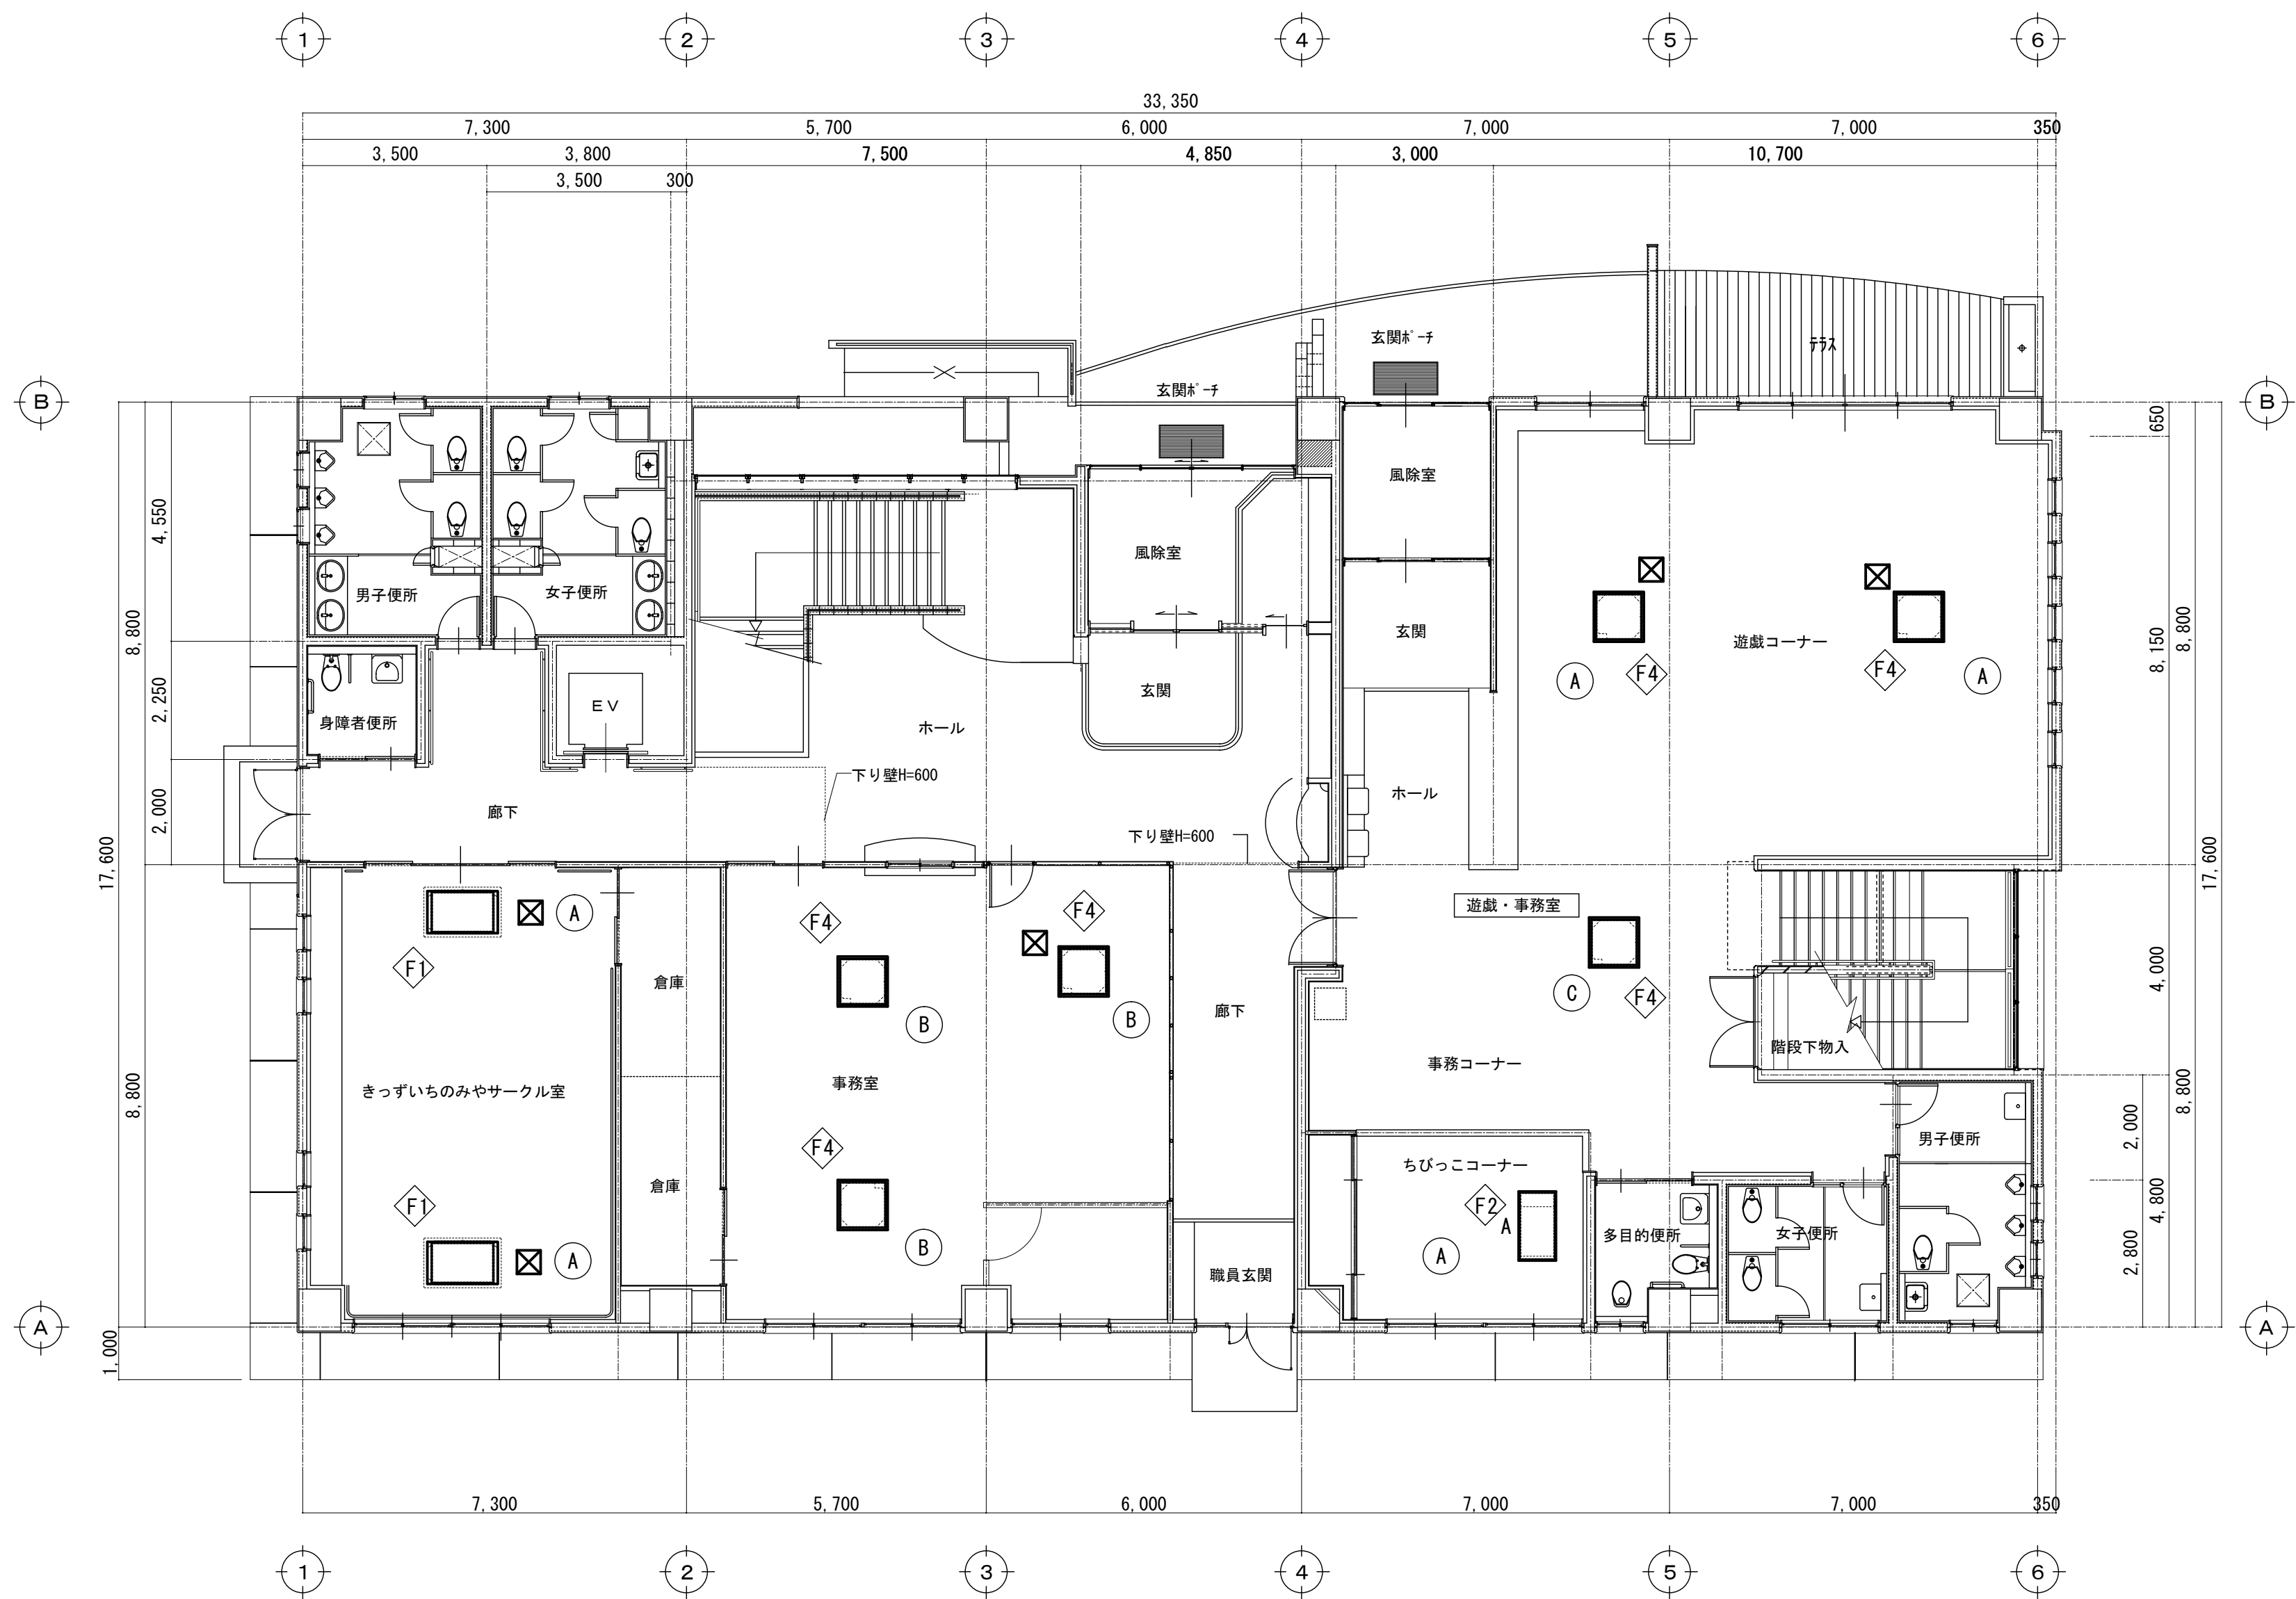 1 2 3 4 5 6
33,350
7,300 5,700 6,000 7,000 7,000 350
3,500 3,800 7,500 4,850 3,000 10,700
3,500 300
玄関ﾎﾟｰﾁ
ﾃﾗｽ
玄関ﾎﾟｰﾁ
B B
650
風除室
4,550
風除室
男子便所 女子便所
8,800
玄関
遊戯コーナー
8,150
8,800
F4 F4
A A
玄関
2,250
EV
身障者便所
ホール
下り壁H=600
ホール
2,000
廊下
下り壁H=600
17,600
17,600
遊戯・事務室
A
F4
F4
F1
倉庫
C
F4
4,000
廊下
B
B
階段下物入
事務コーナー
事務室
きっずいちのみやサークル室
8,800
8,800
2,000
男子便所
F4
ちびっこコーナー
倉庫
F1
F2
A
4,800
多目的便所
女子便所
B
A
A
職員玄関
2,800
A A
1,000
7,300 5,700 6,000 7,000 7,000 350
1 2 3 4 5 6